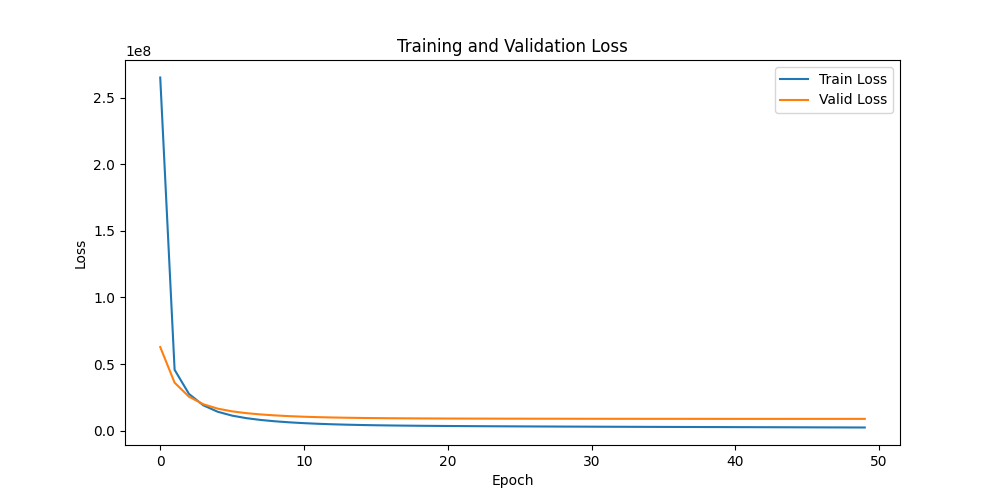 Training and Validation Loss
1e8
Train Loss
Valid Loss
2.5
2.0
1.5
1.0
0.5
0.0
Loss
0 10 20 30 40 50
Epoch